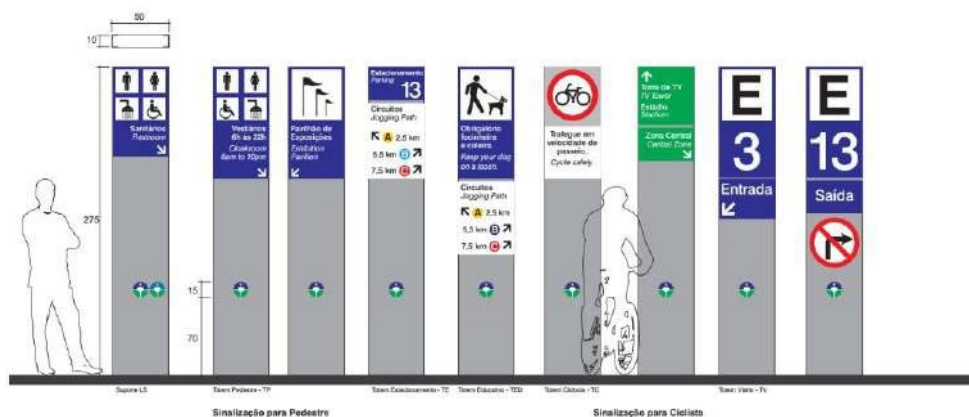 50
10
275
15
70
Sanitários
Restroom
Vestiários
6h às 22h
Cloakroom
6am to 10pm
Pavilhão de
Exposições
Exhibition
Pavilion
Estacionamento
Parking
13
Circuitos
Jogging Path
A 2,5 km
5,5 km B
7,5 km C
Obrigatório
focinheira
e coleira.
Keep your dog
on a leash.
Circuitos
Jogging Path
A 2,5 km
5,5 km B
7,5 km C
Trafegue em
velocidade de
passeio.
Cycle safely.
Torre de TV
TV Tower
Estádio
Stadium
Zona Central
Central Zone
E
3
Entrada
E
13
Saída
Suporte LS
Totem Pedestre - TP
Totem Estacionamento - TE
Totem Educativo - TED
Totem Ciclovia - TC
Totem Viário - TV
Sinalização para Pedestre
Sinalização para Ciclista